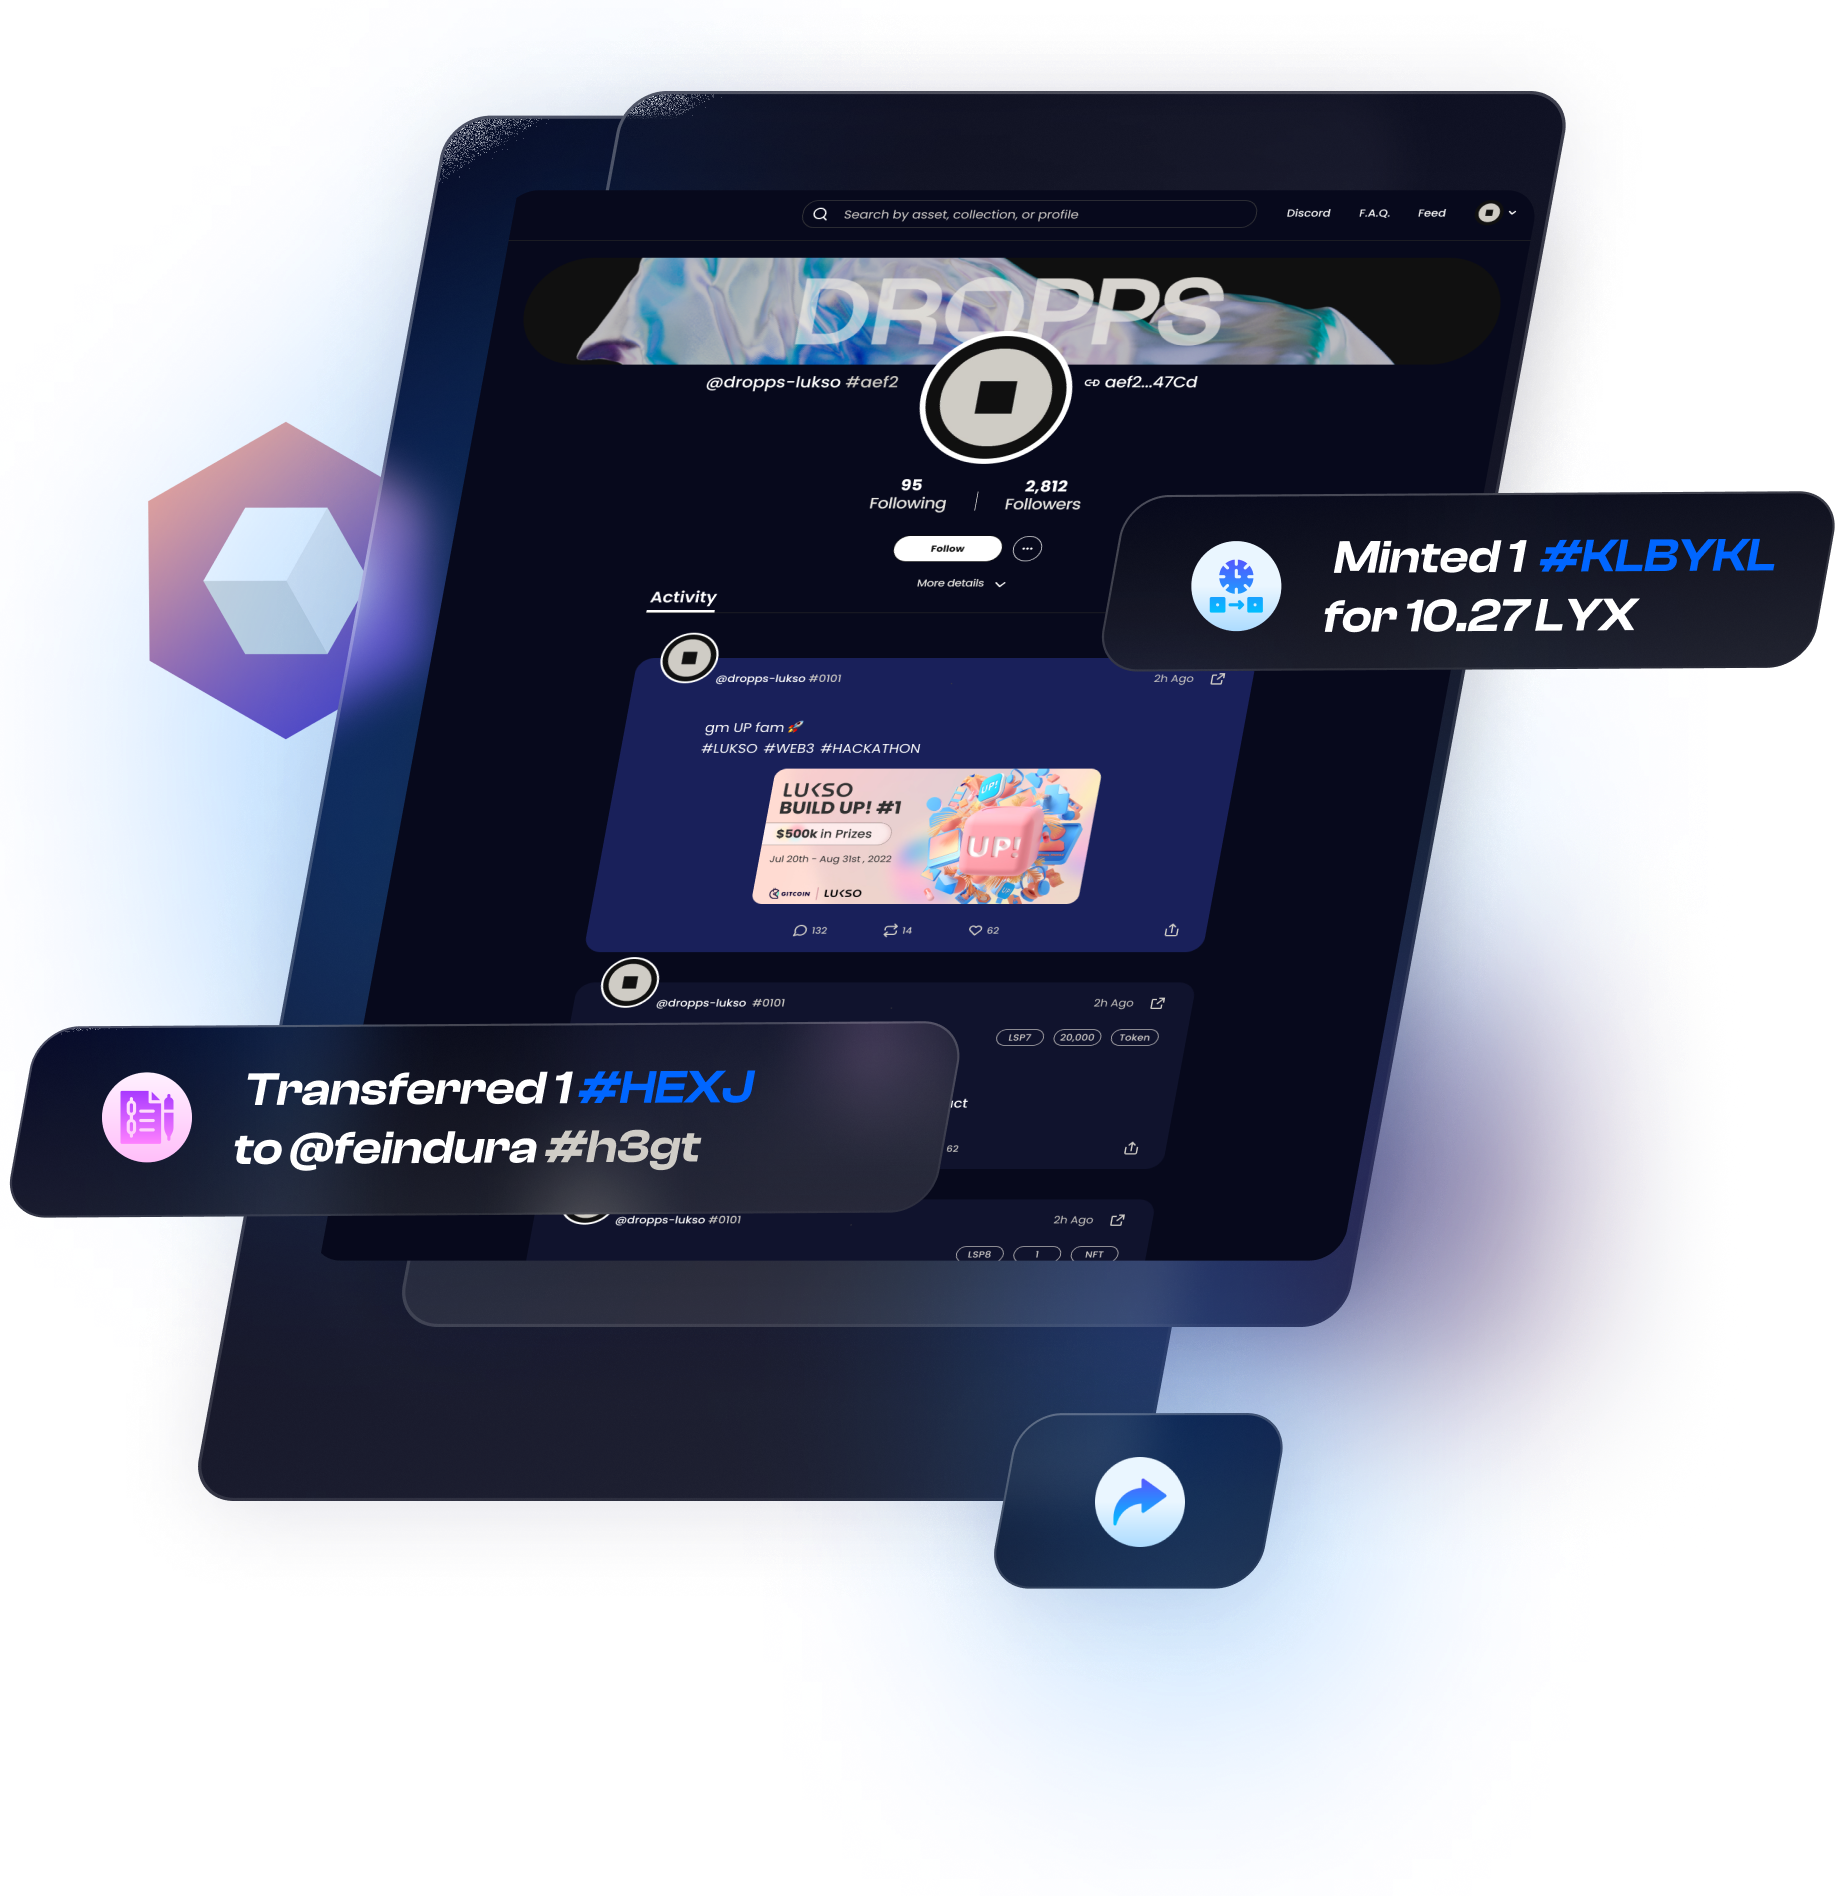 Search by asset, collection, or profile
Discord F.A.Q. Feed
DROPPS
@dropps-lukso #aef2
aef2...47Cd
95 Following
2,812 Followers
Follow
More details
Activity
Minted 1 #KLBYKL
for 10.27 LYX
@dropps-lukso #0101
2h Ago
gm UP fam
#LUKSO #WEB3 #HACKATHON
LUKSO
BUILD UP! #1
$500k in Prizes
Jul 20th - Aug 31st, 2022
GITCOIN | LUKSO
UP!
UP!
UP!
132 14 62
@dropps-lukso #0101
2h Ago
LSP7 20,000 Token
Transferred 1 #HEXJ
to @feindura #h3gt
ct
62
@dropps-lukso #0101
2h Ago
LSP8 1 NFT